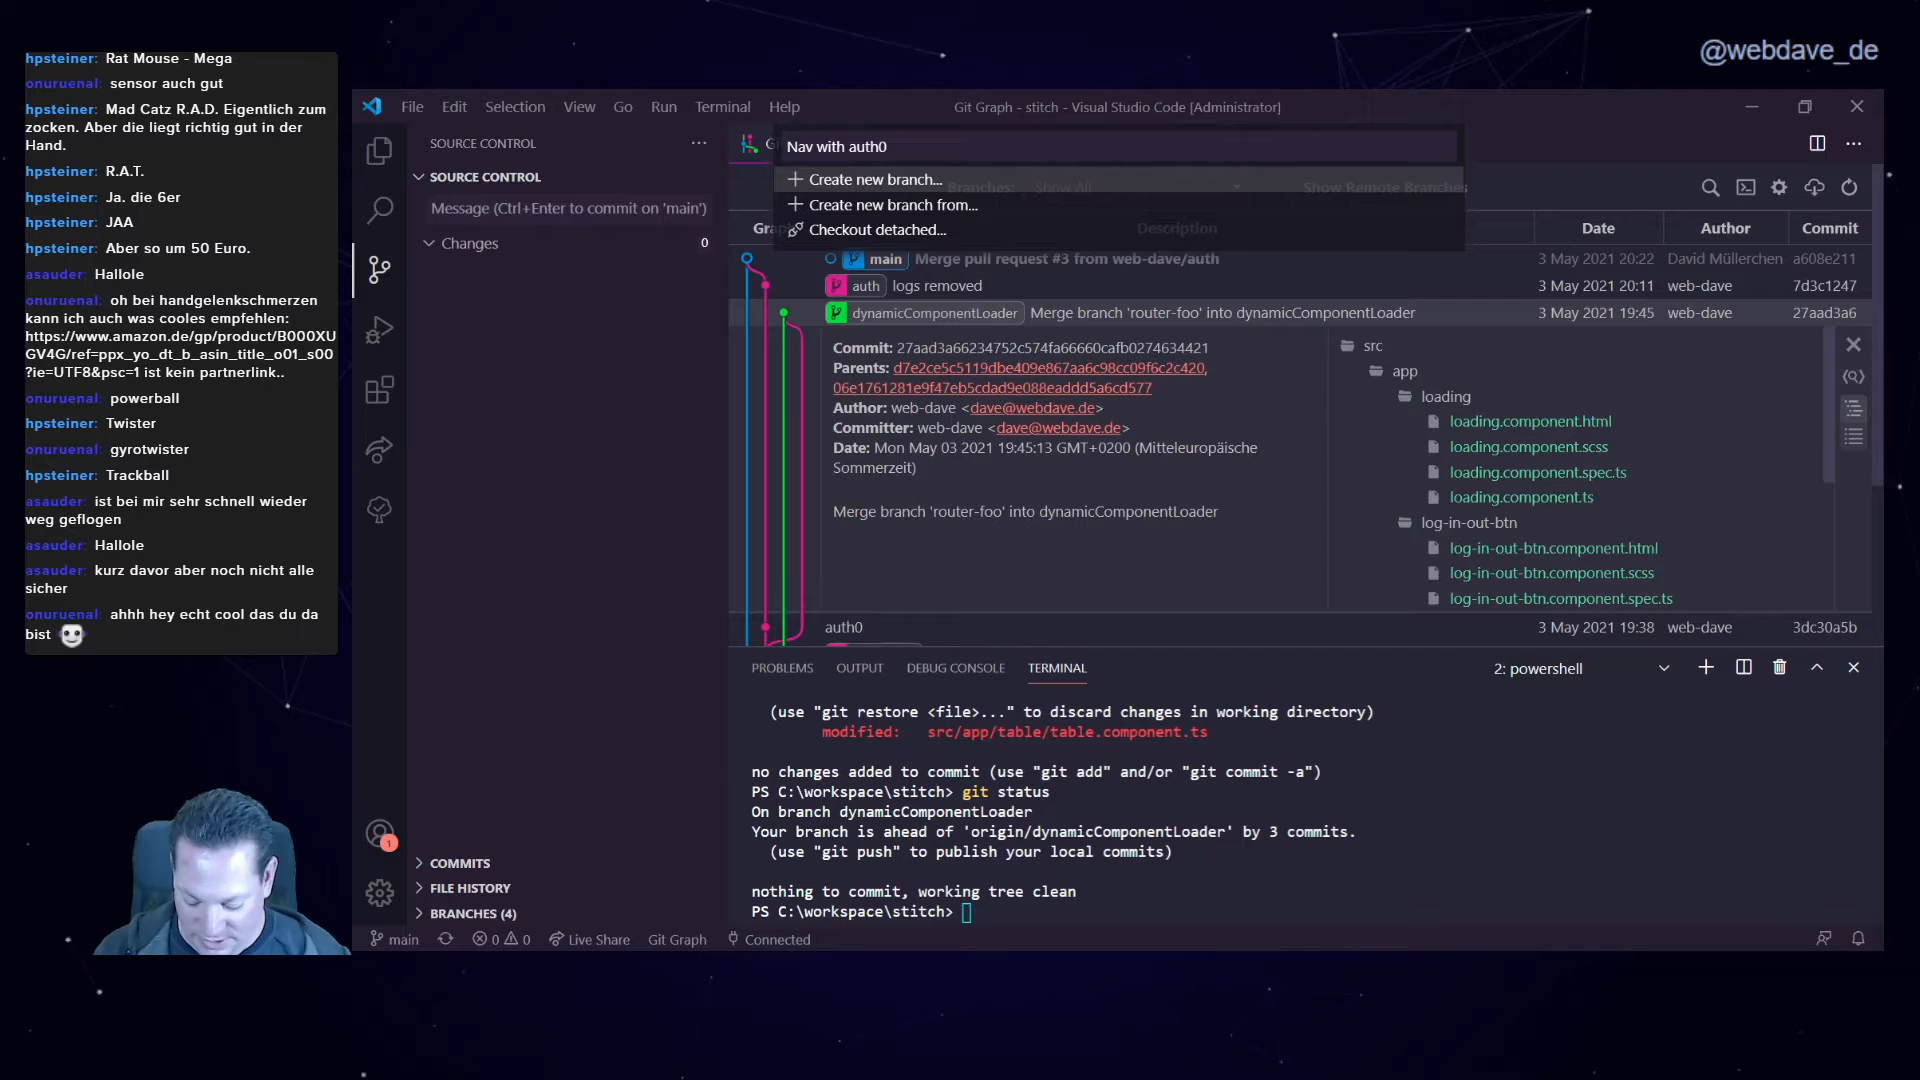 @webdave_de
hpsteiner: Rat Mouse - Mega
onuruenal: sensor auch gut
hpsteiner: Mad Catz R.A.D. Eigentlich zum
zocken. Aber die liegt richtig gut in der
Hand.
hpsteiner: R.A.T.
hpsteiner: Ja. die 6er
hpsteiner: JAA
hpsteiner: Aber so um 50 Euro.
asauder: Hallole
onuruenal: oh bei handgelenkschmerzen
kann ich auch was cooles empfehlen:
https://www.amazon.de/gp/product/B000XU
GV4G/ref=ppx_yo_dt_b_asin_title_o01_s00
?ie=UTF8&psc=1 ist kein partnerlink..
onuruenal: powerball
hpsteiner: Twister
onuruenal: gyrotwister
hpsteiner: Trackball
asauder: ist bei mir sehr schnell wieder
weg geflogen
asauder: Hallole
asauder: kurz davor aber noch nicht alle
sicher
onuruenal: ahhh hey echt cool das du da
bist
File Edit Selection View Go Run Terminal Help
Git Graph - stitch - Visual Studio Code [Administrator]
SOURCE CONTROL
SOURCE CONTROL
Message (Ctrl+Enter to commit on 'main')
Changes 0
COMMITS
FILE HISTORY
BRANCHES (4)
1
Nav with auth0
Create new branch...
Create new branch from...
Checkout detached...
Branches: Show All
Show Remote Branches
Description Date Author Commit
main Merge pull request #3 from web-dave/auth 3 May 2021 20:22 David Müllerchen a608e211
auth logs removed 3 May 2021 20:11 web-dave 7d3c1247
dynamicComponentLoader Merge branch 'router-foo' into dynamicComponentLoader 3 May 2021 19:45 web-dave 27aad3a6
Commit: 27aad3a66234752c574fa66660cafb0274634421
Parents: d7e2ce5c5119dbe409e867aa6c98cc09f6c2c420,
06e1761281e9f47eb5cdad9e088eaddd5a6cd577
Author: web-dave <dave@webdave.de>
Committer: web-dave <dave@webdave.de>
Date: Mon May 03 2021 19:45:13 GMT+0200 (Mitteleuropäische
Sommerzeit)
Merge branch 'router-foo' into dynamicComponentLoader
src
app
loading
loading.component.html
loading.component.scss
loading.component.spec.ts
loading.component.ts
log-in-out-btn
log-in-out-btn.component.html
log-in-out-btn.component.scss
log-in-out-btn.component.spec.ts
auth0 3 May 2021 19:38 web-dave 3dc30a5b
PROBLEMS OUTPUT DEBUG CONSOLE TERMINAL 2: powershell
(use "git restore <file>..." to discard changes in working directory)
modified: src/app/table/table.component.ts
no changes added to commit (use "git add" and/or "git commit -a")
PS C:\workspace\stitch> git status
On branch dynamicComponentLoader
Your branch is ahead of 'origin/dynamicComponentLoader' by 3 commits.
(use "git push" to publish your local commits)
nothing to commit, working tree clean
PS C:\workspace\stitch>
main 0 0 Live Share Git Graph Connected